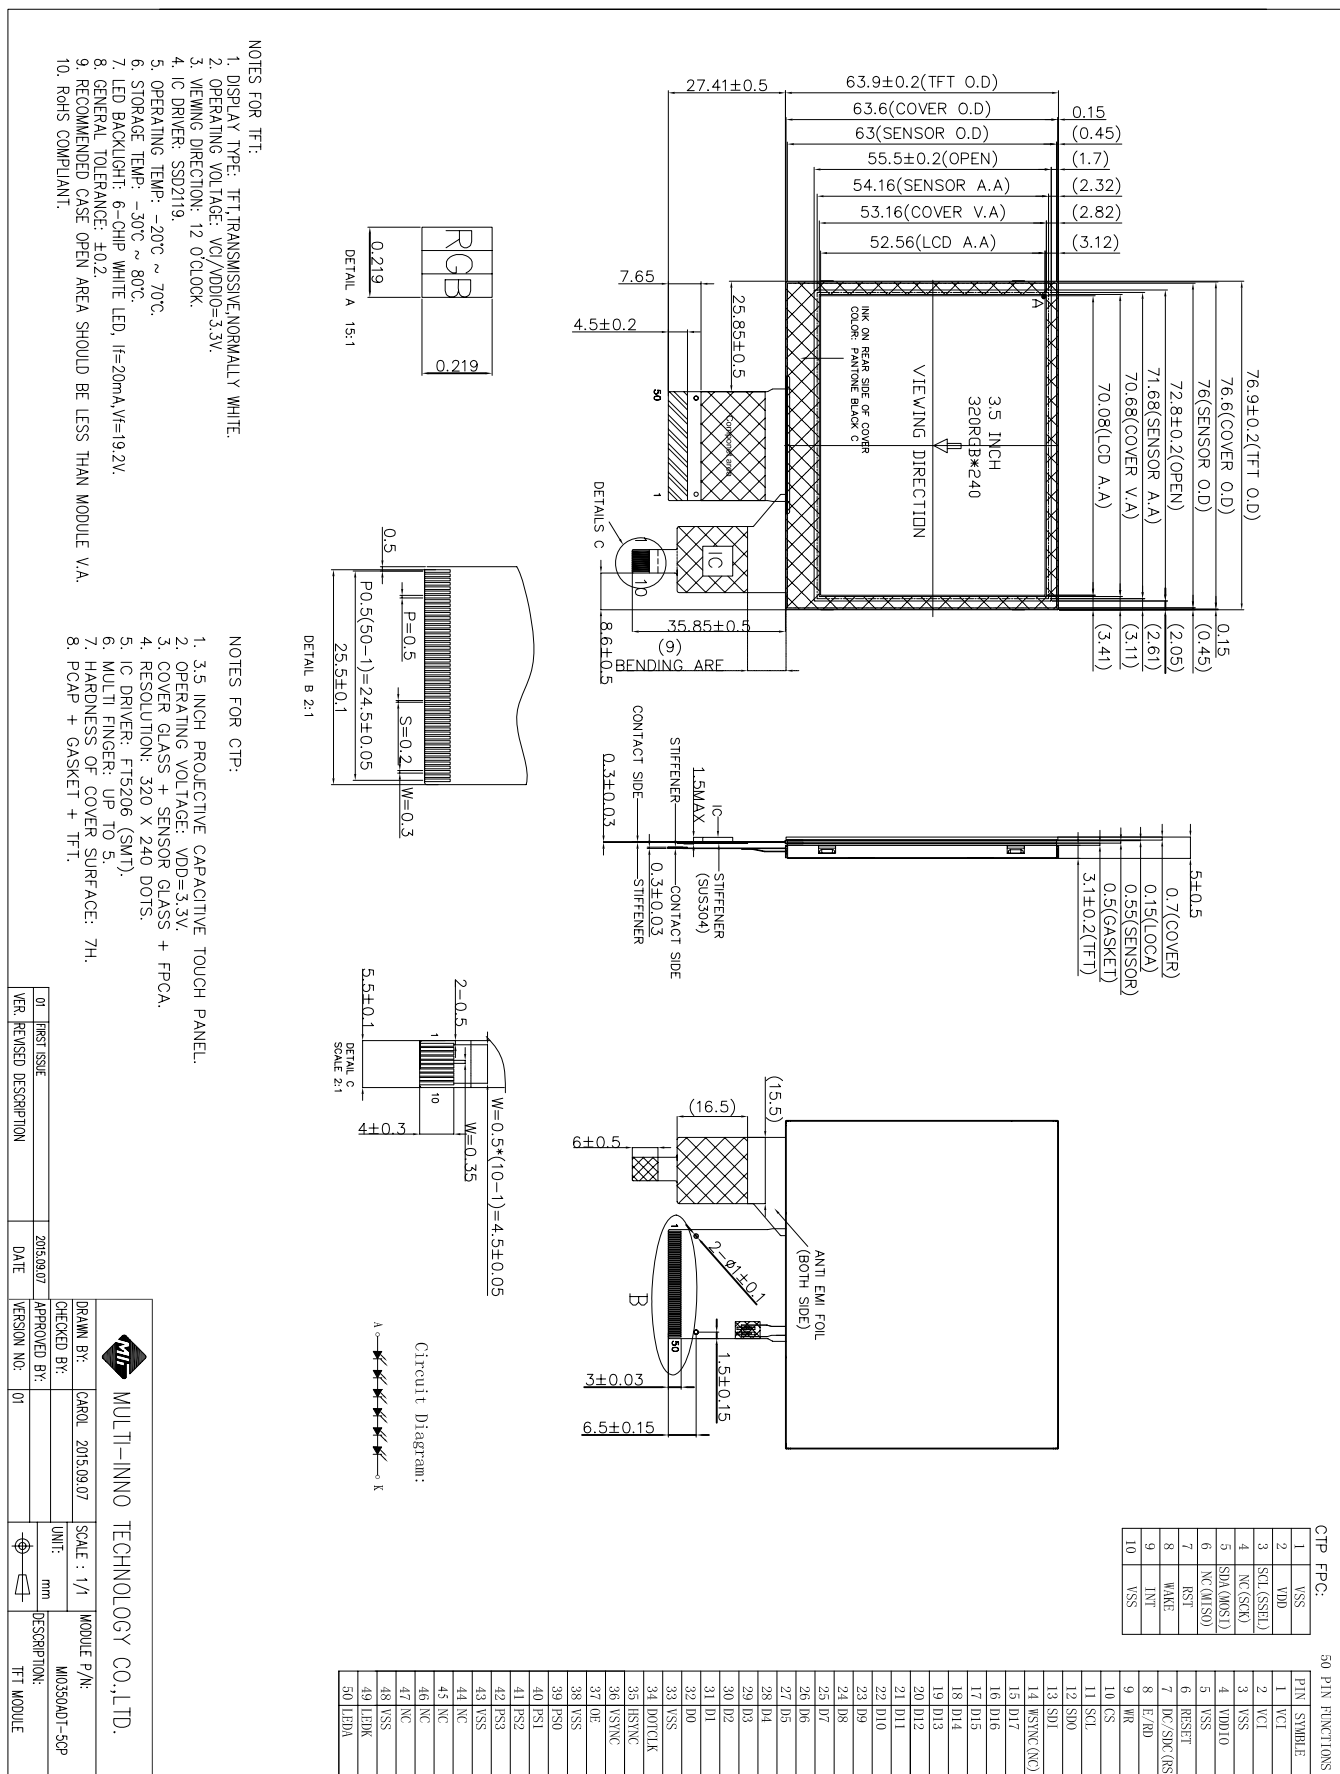 63.9±0.2(TFT O.D)
63.6(COVER O.D)
63(SENSOR O.D)
55.5±0.2(OPEN)
54.16(SENSOR A.A)
53.16(COVER V.A)
52.56(LCD A.A)
27.41±0.5
0.15
(0.45)
(1.7)
(2.32)
(2.82)
(3.12)
76.9±0.2(TFT O.D)
76.6(COVER O.D)
76(SENSOR O.D)
72.8±0.2(OPEN)
71.68(SENSOR A.A)
70.68(COVER V.A)
70.08(LCD A.A)
0.15
(0.45)
(2.05)
(2.61)
(3.11)
(3.41)
A
3.5 INCH
320RGB*240
VIEWING DIRECTION
INK ON REAR SIDE OF COVER
COLOR: PANTONE BLACK C
7.65
4.5±0.2
25.85±0.5
50
1
IC
DETAILS C
1
10
35.85±0.5
8.6±0.5
(9)
BENDING ARE
5±0.5
0.7(COVER)
0.15(LOCA)
0.55(SENSOR)
0.5(GASKET)
3.1±0.2(TFT)
1.5MAX
IC
STIFFENER
(SUS304)
STIFFENER
CONTACT SIDE
CONTACT SIDE
STIFFENER
0.3±0.03
0.3±0.03
(15.5)
(16.5)
6±0.5
ANTI EMI FOIL
(BOTH SIDE)
2-ø1±0.1
1
50
B
1.5±0.15
3±0.03
6.5±0.15
RGB
0.219
0.219
DETAIL A 15:1
0.5
P=0.5
S=0.2
W=0.3
P0.5(50-1)=24.5±0.05
25.5±0.1
DETAIL B 2:1
2-0.5
5.5±0.1
1
10
W=0.5*(10-1)=4.5±0.05
W=0.35
4±0.3
DETAIL C
SCALE 2:1
Circuit Diagram:
A
K
NOTES FOR TFT:
1. DISPLAY TYPE: TFT,TRANSMISSIVE,NORMALLY WHITE.
2. OPERATING VOLTAGE: VCI/VDDIO=3.3V.
3. VIEWING DIRECTION: 12 O'CLOCK.
4. IC DRIVER: SSD2119.
5. OPERATING TEMP: -20℃ ~ 70℃.
6. STORAGE TEMP: -30℃ ~ 80℃.
7. LED BACKLIGHT: 6-CHIP WHITE LED, If=20mA,Vf=19.2V.
8. GENERAL TOLERANCE: ±0.2.
9. RECOMMENDED CASE OPEN AREA SHOULD BE LESS THAN MODULE V.A.
10. RoHS COMPLIANT.
NOTES FOR CTP:
1. 3.5 INCH PROJECTIVE CAPACITIVE TOUCH PANEL.
2. OPERATING VOLTAGE: VDD=3.3V.
3. COVER GLASS + SENSOR GLASS + FPCA.
4. RESOLUTION: 320 X 240 DOTS.
5. IC DRIVER: FT5206 (SMT).
6. MULTI FINGER: UP TO 5.
7. HARDNESS OF COVER SURFACE: 7H.
8. PCAP + GASKET + TFT.
CTP FPC:
1 VSS
2 VDD
3 SCL(SSEL)
4 NC(SCK)
5 SDA(MOSI)
6 NC(MISO)
7 RST
8 WAKE
9 INT
10 VSS
50 PIN FUNCTIONS
PIN SYMBLE
1 VCI
2 VCI
3 VSS
4 VDDIO
5 VSS
6 RESET
7 DC/SDC(RS
8 E/RD
9 WR
10 CS
11 SCL
12 SDO
13 SDI
14 WSYNC(NC)
15 D17
16 D16
17 D15
18 D14
19 D13
20 D12
21 D11
22 D10
23 D9
24 D8
25 D7
26 D6
27 D5
28 D4
29 D3
30 D2
31 D1
32 D0
33 VSS
34 DOTCLK
35 HSYNC
36 VSYNC
37 OE
38 VSS
39 PS0
40 PS1
41 PS2
42 PS3
43 VSS
44 NC
45 NC
46 NC
47 NC
48 VSS
49 LEDK
50 LEDA
01 FIRST ISSUE 2015.09.07
VER. REVISED DESCRIPTION DATE
MULTI-INNO TECHNOLOGY CO.,LTD.
DRAWN BY: CAROL 2015.09.07
CHECKED BY:
APPROVED BY:
VERSION NO: 01
SCALE : 1/1
UNIT: mm
MODULE P/N:
MI0350ADT-5CP
DESCRIPTION:
TFT MODULE